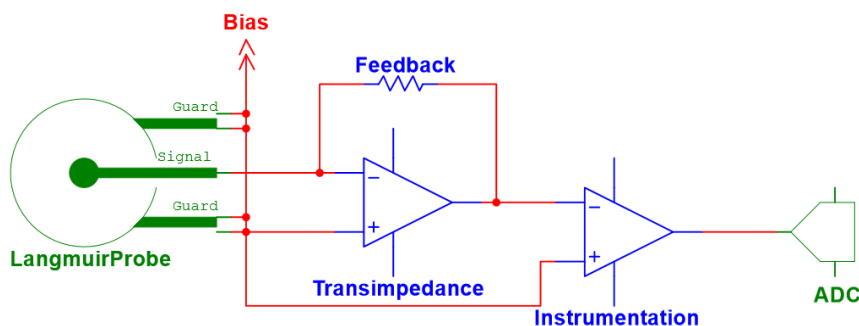 Bias
Feedback
Guard
Signal
Guard
LangmuirProbe
Transimpedance
Instrumentation
ADC